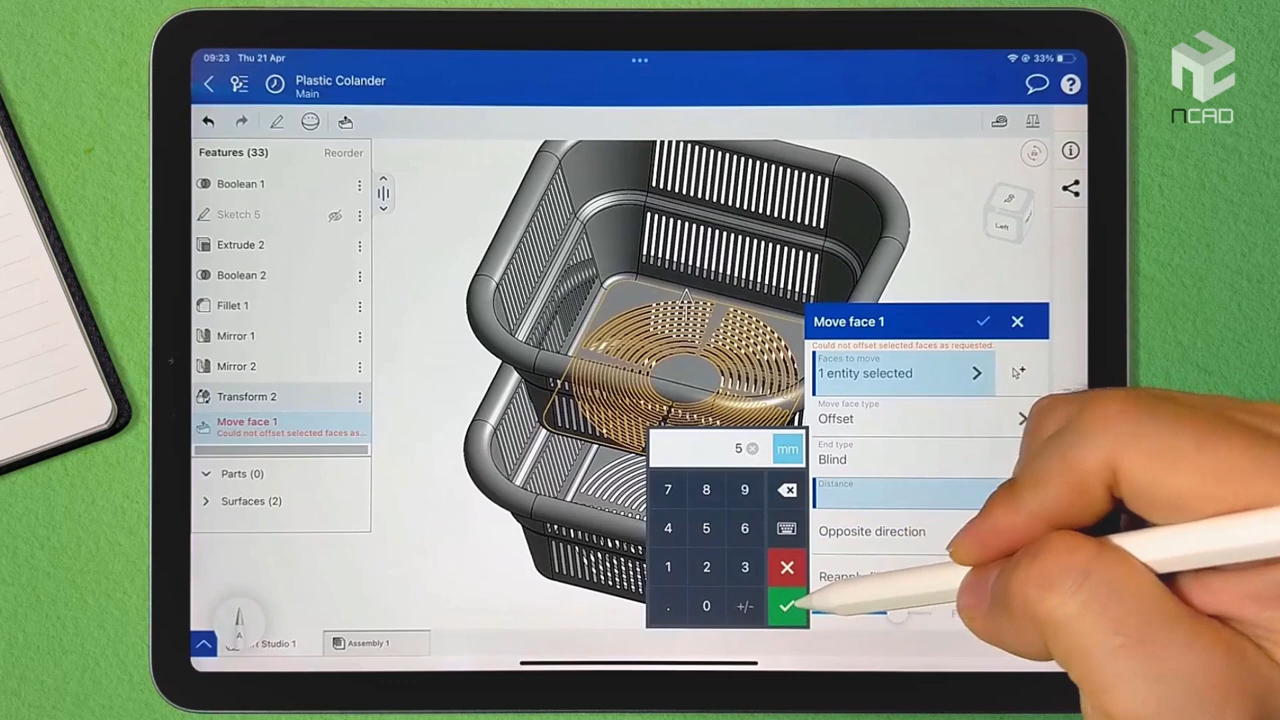 09:23 Thu 21 Apr
33%
Plastic Colander
Main
NCAD
Features (33)
Reorder
Boolean 1
Sketch 5
Extrude 2
Boolean 2
Fillet 1
Mirror 1
Mirror 2
Transform 2
Move face 1
Could not offset selected faces as...
Parts (0)
Surfaces (2)
Left
Move face 1
Could not offset selected faces as requested.
Faces to move
1 entity selected
Move face type
Offset
End type
Blind
Distance
Opposite direction
5 mm
7 8 9
4 5 6
1 2 3
. 0 +/-
A
Studio 1
Assembly 1